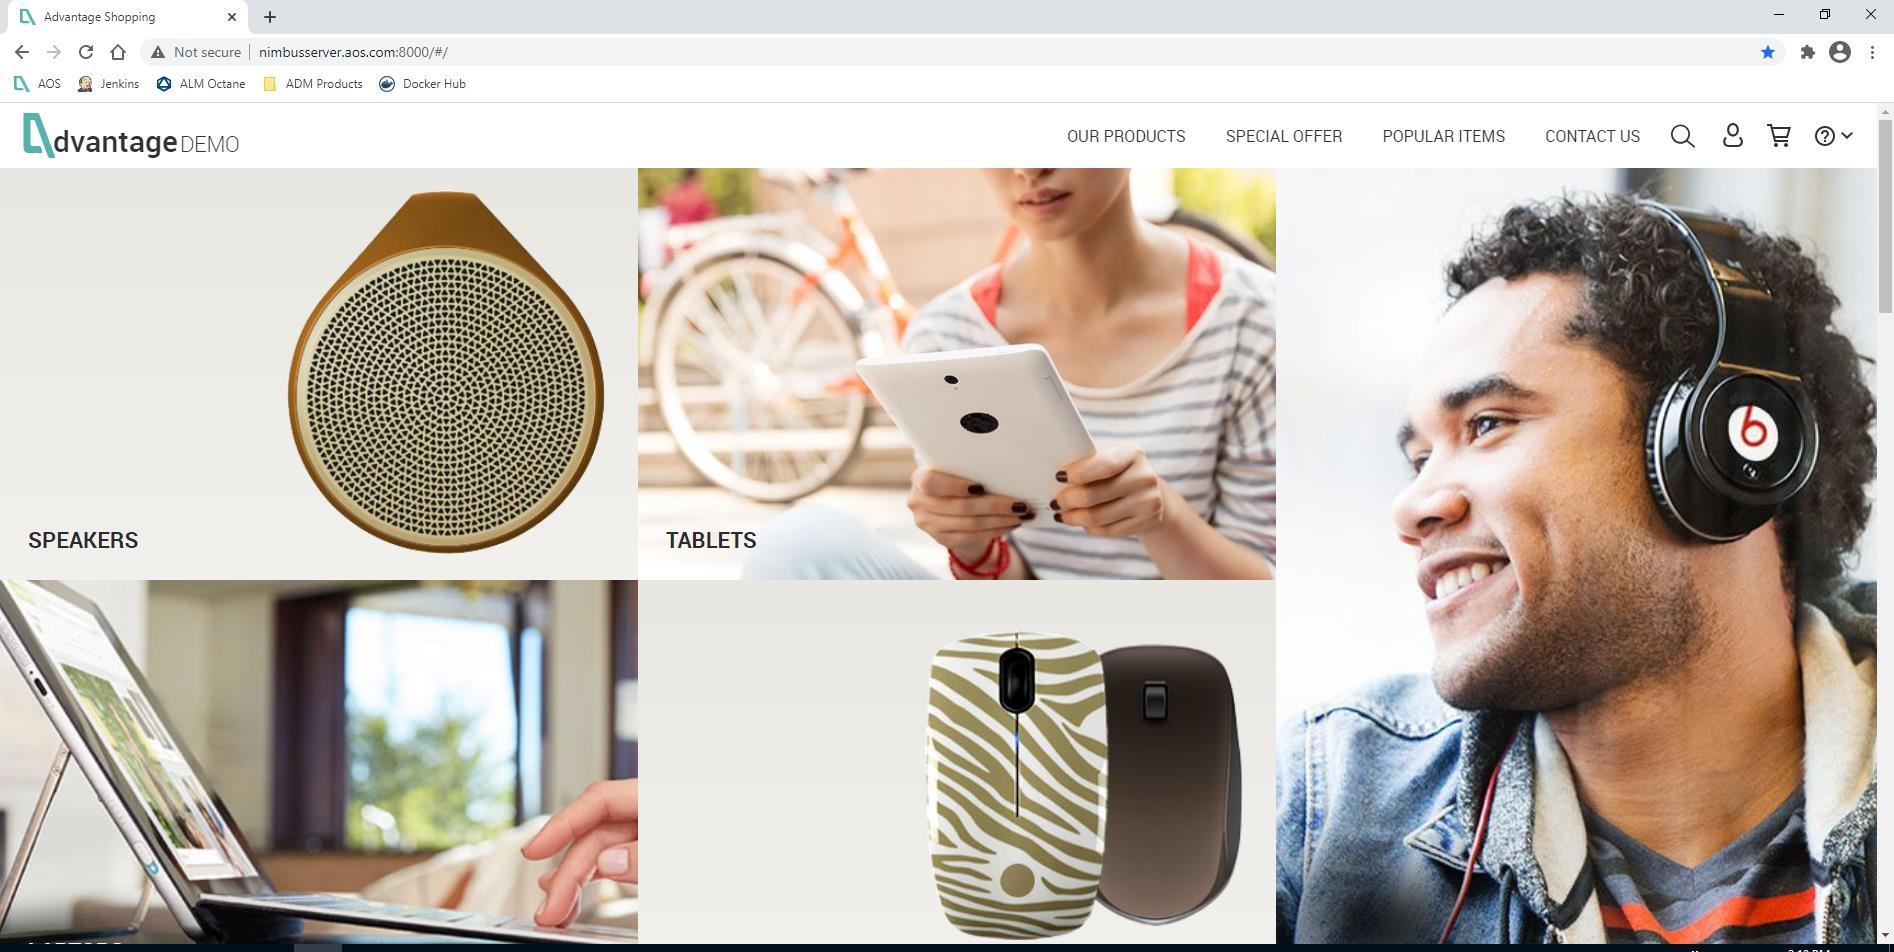 Advantage Shopping
Not secure nimbusserver.aos.com:8000/#/
AOS Jenkins ALM Octane ADM Products Docker Hub
dvantage DEMO OUR PRODUCTS SPECIAL OFFER POPULAR ITEMS CONTACT US
SPEAKERS
TABLETS